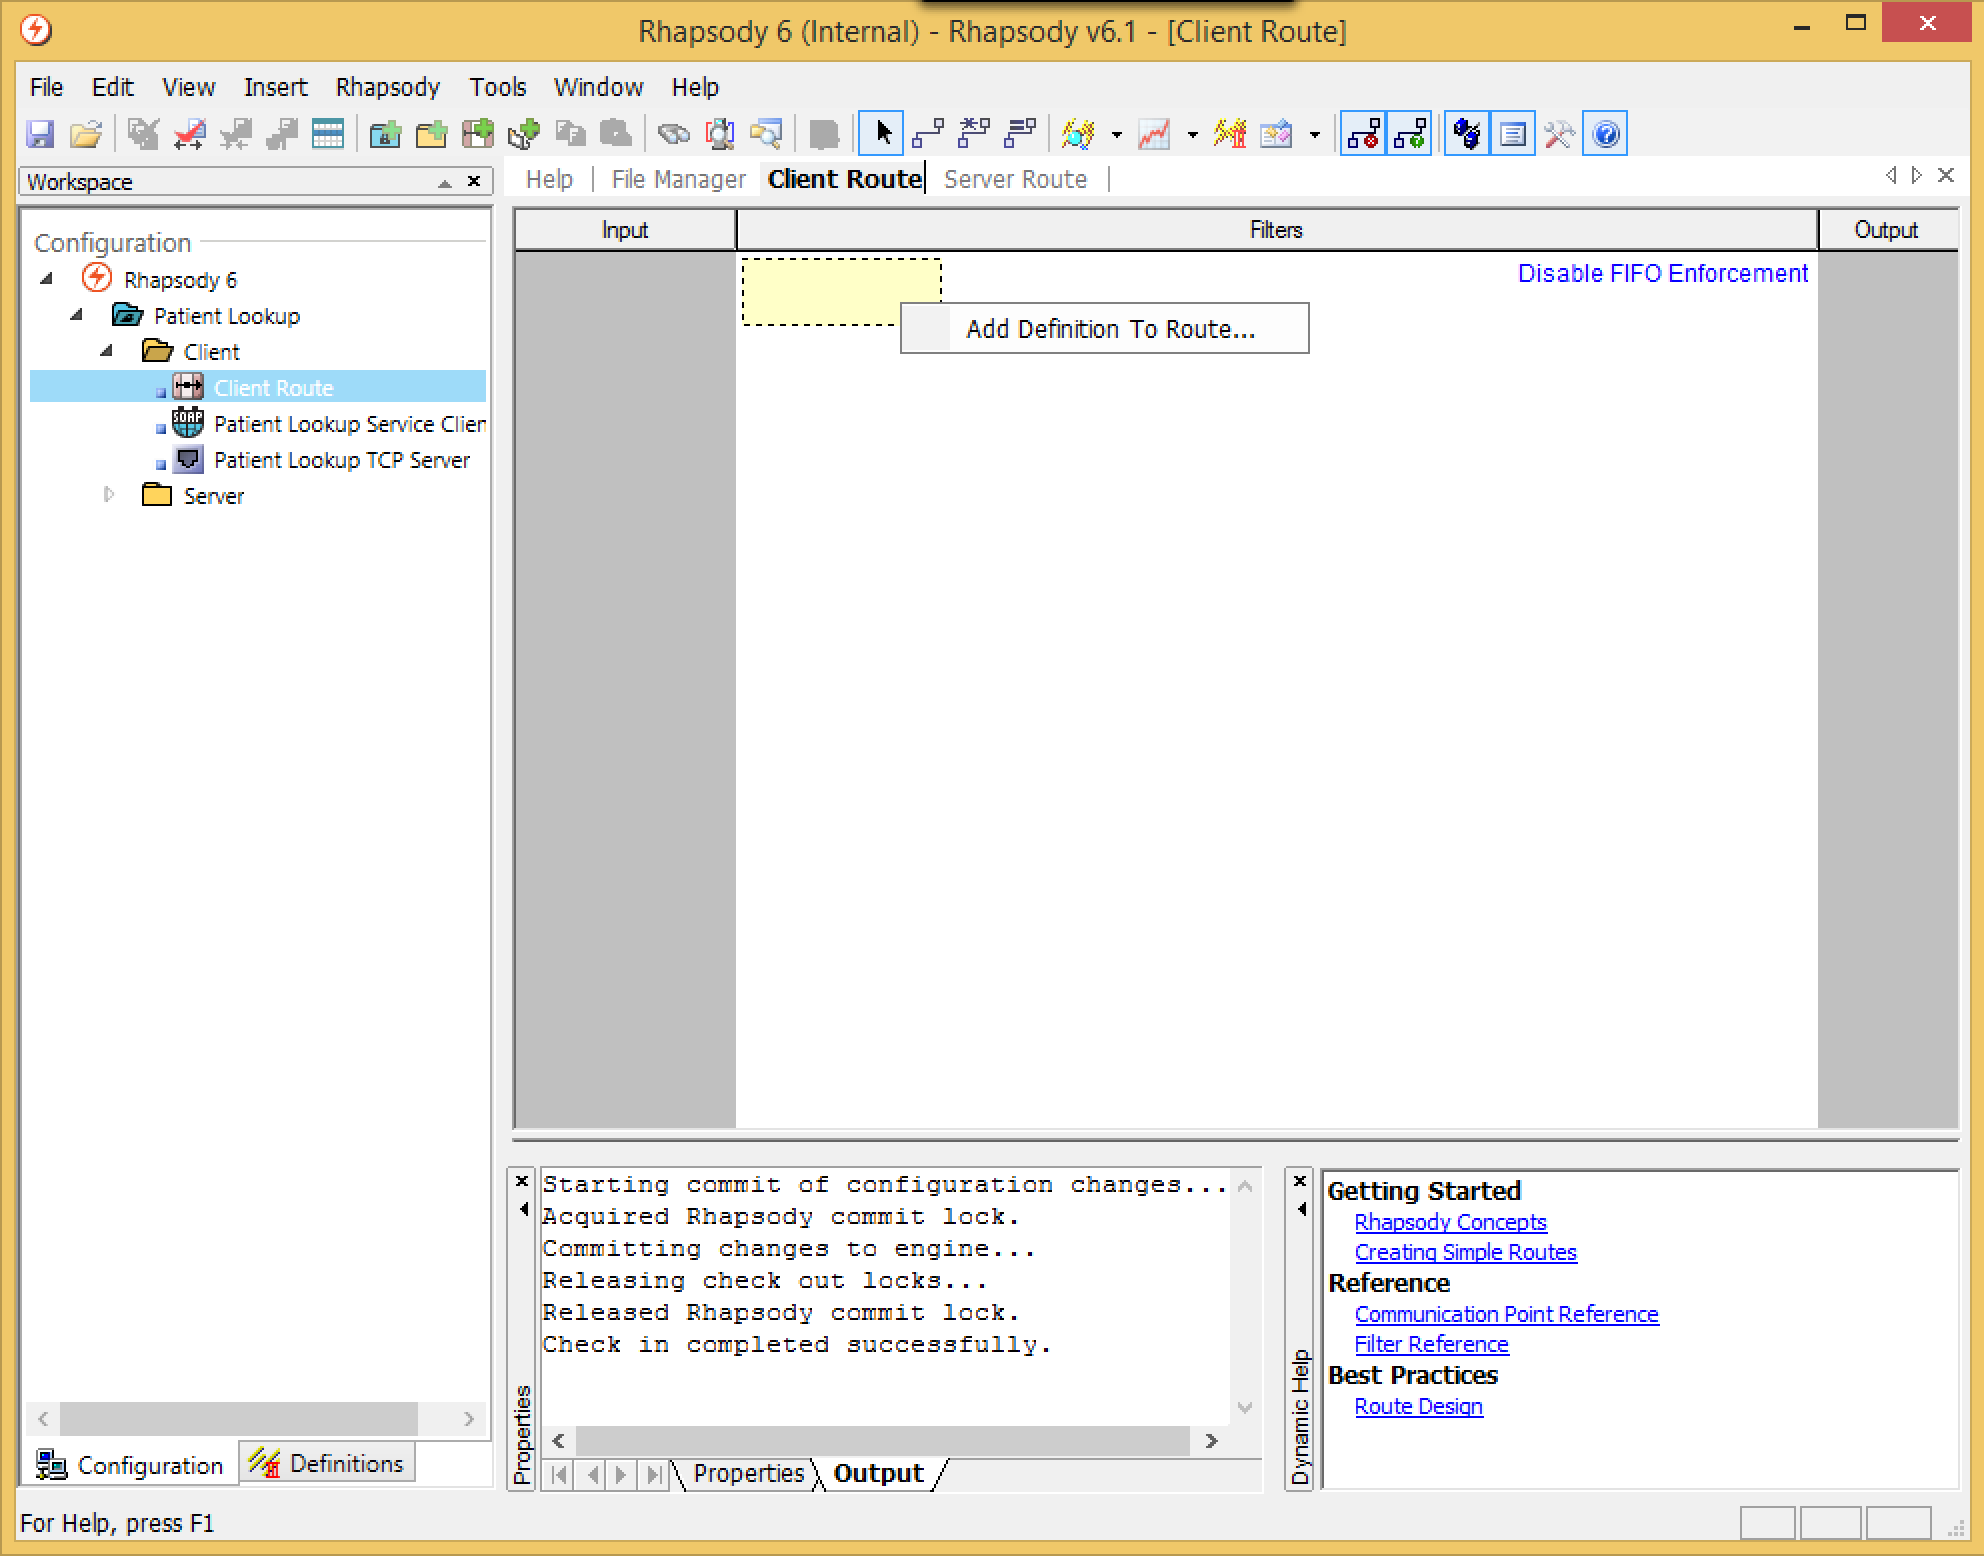 Rhapsody 6 (Internal) - Rhapsody v6.1 - [Client Route]
File Edit View Insert Rhapsody Tools Window Help
Workspace
Help File Manager Client Route Server Route
Configuration
Rhapsody 6
Patient Lookup
Client
Client Route
SOAP
Patient Lookup Service Clien
Patient Lookup TCP Server
Server
Input Filters Output
Disable FIFO Enforcement
Add Definition To Route...
Configuration Definitions
Properties
Starting commit of configuration changes...
Acquired Rhapsody commit lock.
Committing changes to engine...
Releasing check out locks...
Released Rhapsody commit lock.
Check in completed successfully.
Properties Output
Dynamic Help
Getting Started
Rhapsody Concepts
Creating Simple Routes
Reference
Communication Point Reference
Filter Reference
Best Practices
Route Design
For Help, press F1